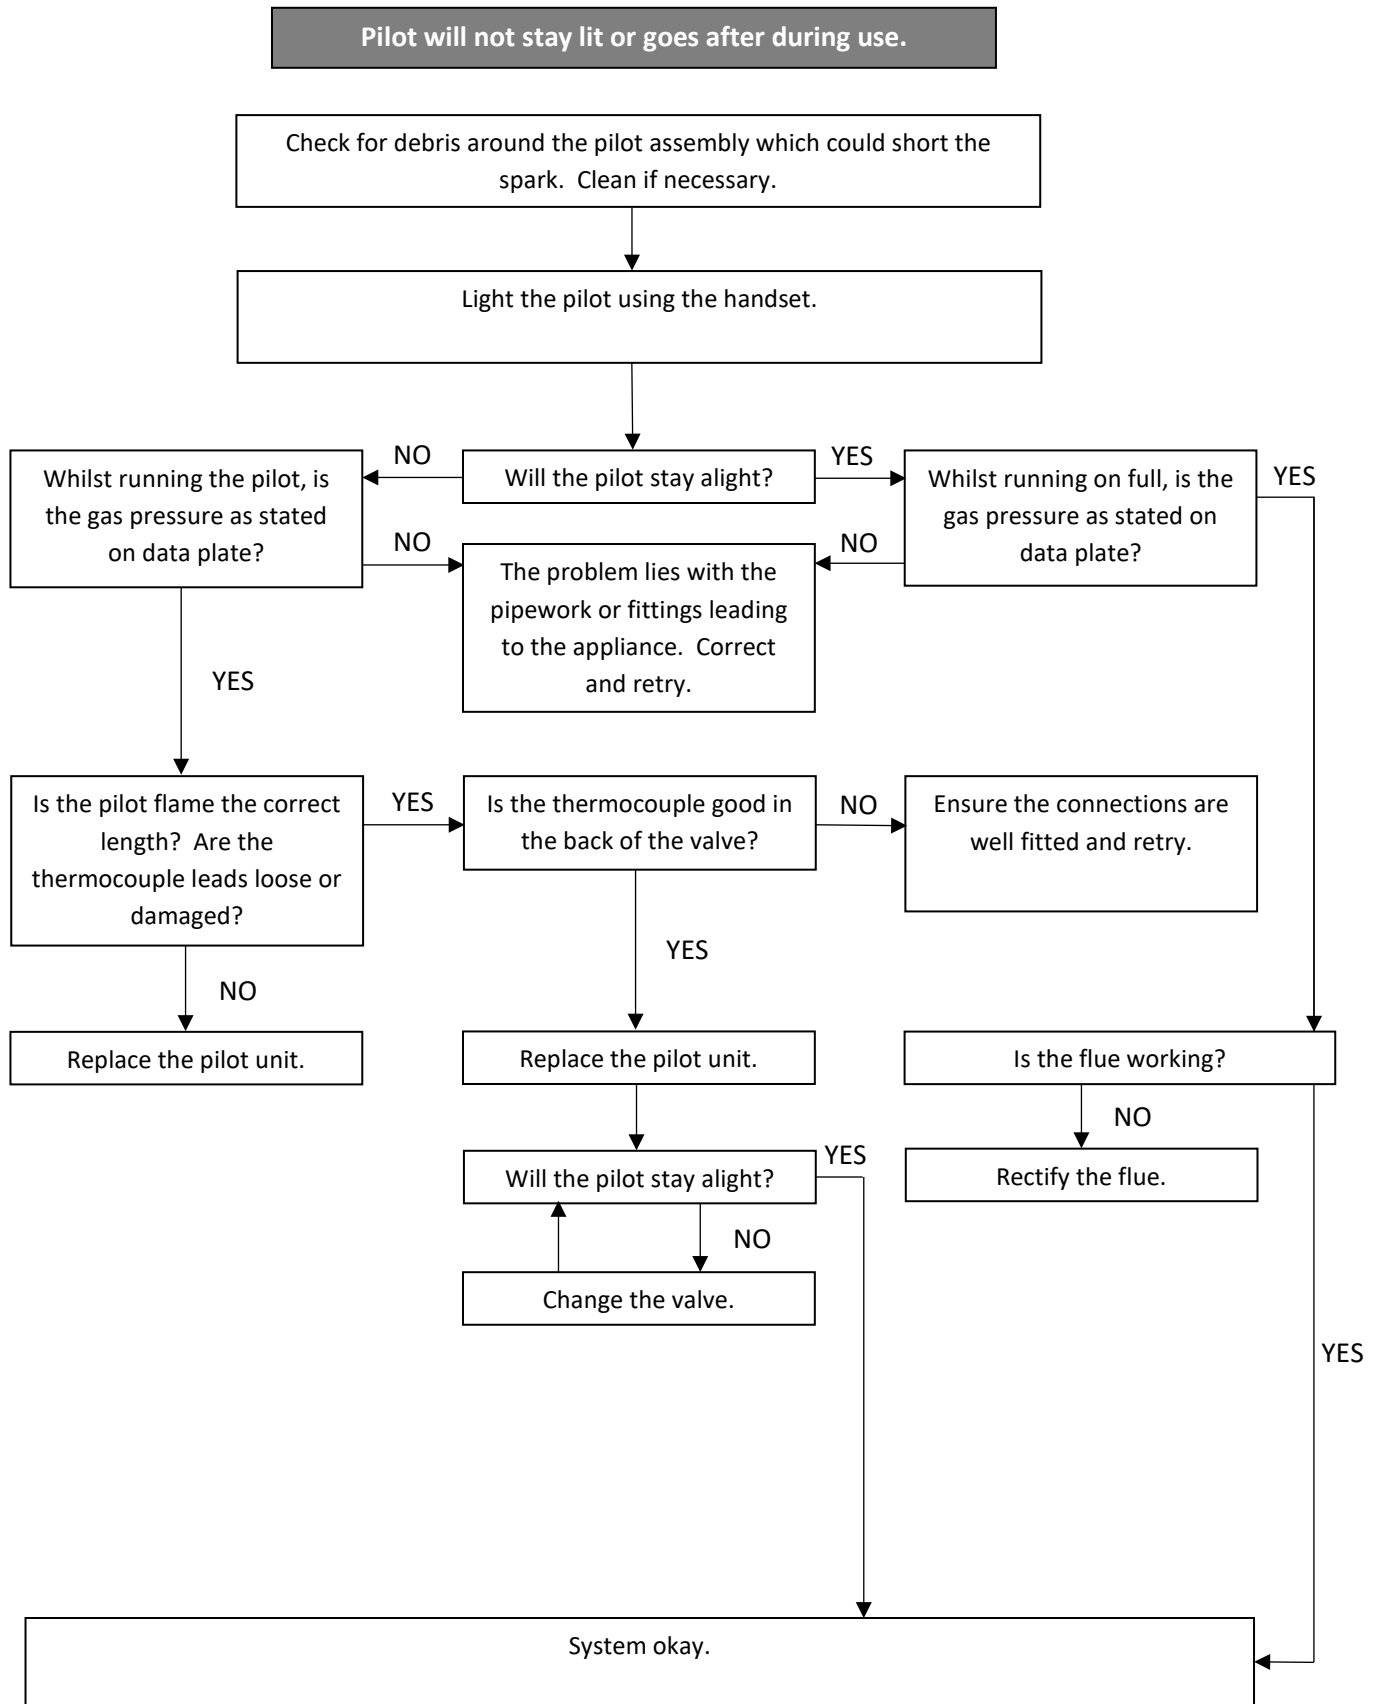 Pilot will not stay lit or goes after during use.
Check for debris around the pilot assembly which could short the
spark.  Clean if necessary.
Light the pilot using the handset.
NO
YES
Whilst running the pilot, is
the gas pressure as stated
on data plate?
Will the pilot stay alight?
Whilst running on full, is the
gas pressure as stated on
data plate?
YES
NO
NO
The problem lies with the
pipework or fittings leading
to the appliance.  Correct
and retry.
YES
Is the pilot flame the correct
length?  Are the
thermocouple leads loose or
damaged?
YES
Is the thermocouple good in
the back of the valve?
NO
Ensure the connections are
well fitted and retry.
NO
YES
Replace the pilot unit.
Replace the pilot unit.
Is the flue working?
NO
Will the pilot stay alight?
YES
Rectify the flue.
NO
Change the valve.
YES
System okay.